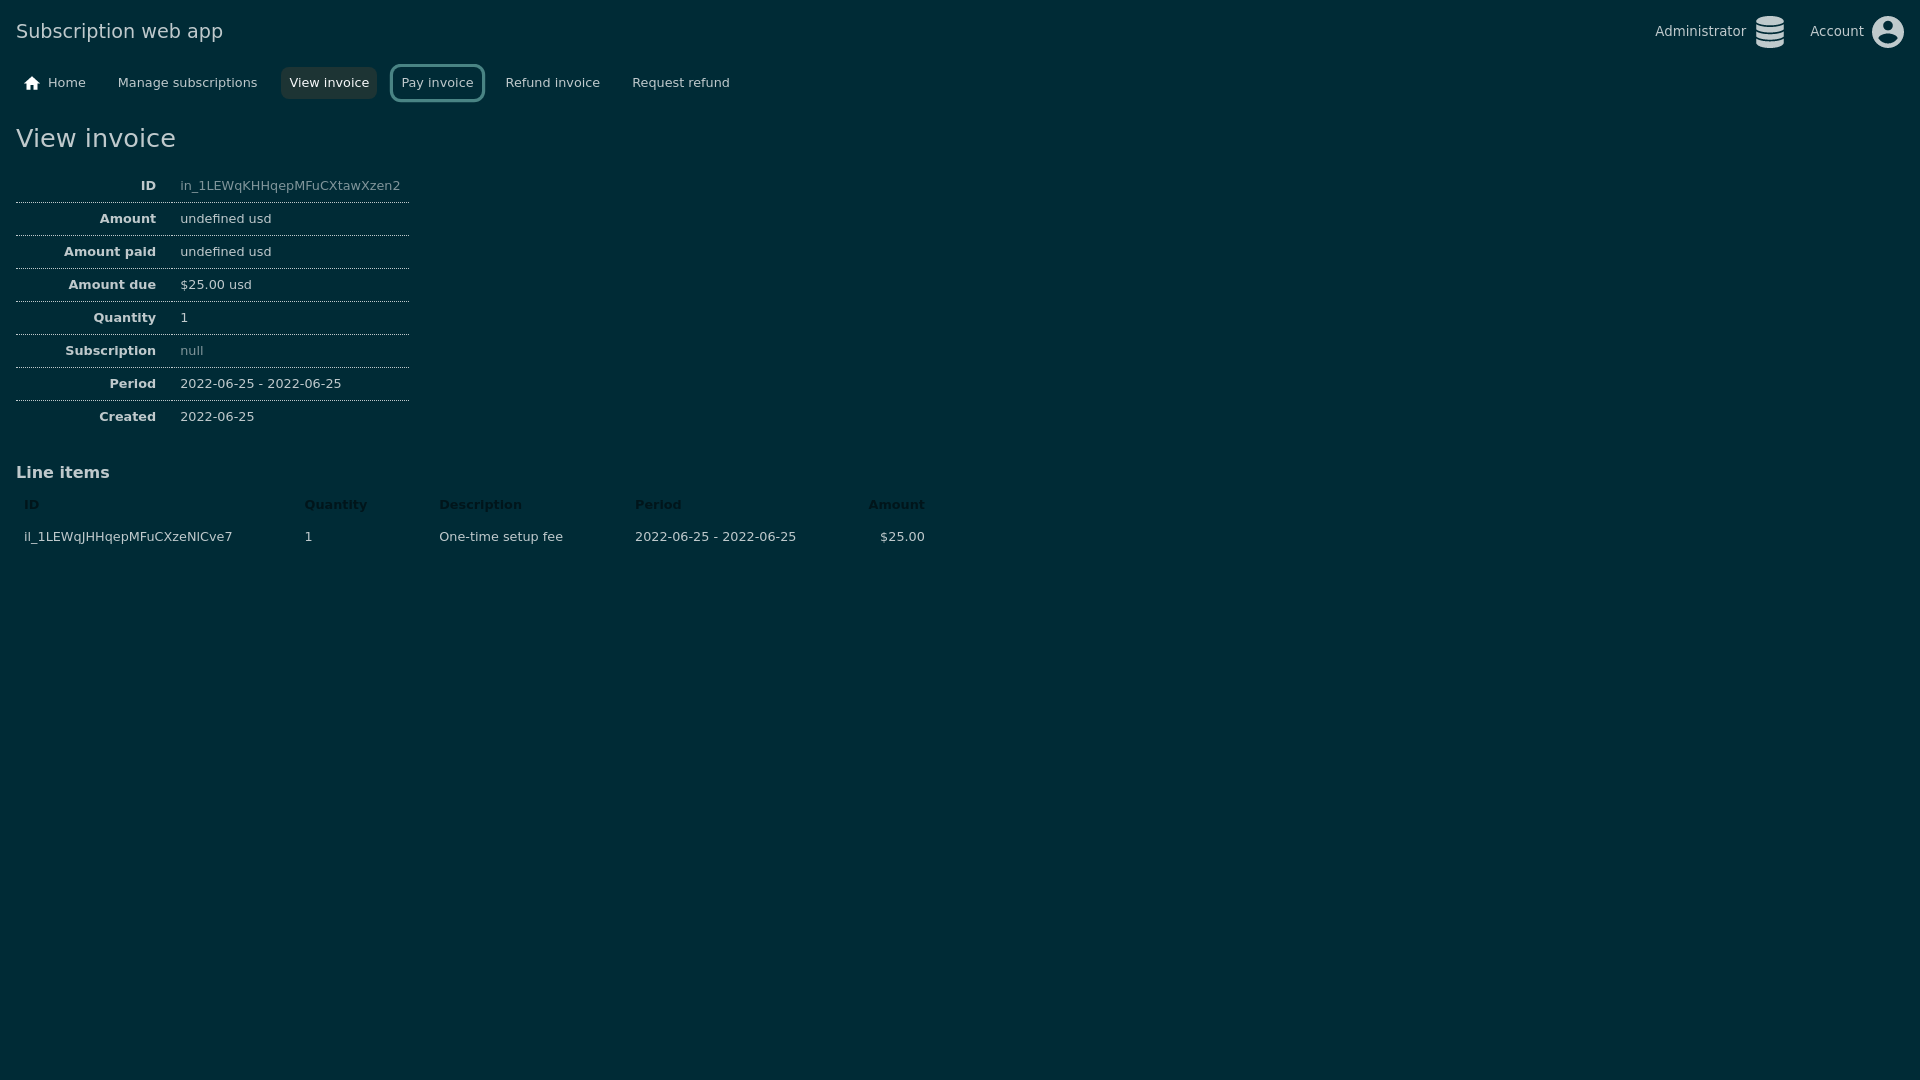 Subscription web app
Administrator
Account
Home
Manage subscriptions
View invoice
Pay invoice
Refund invoice
Request refund
View invoice
ID in_1LEWqKHHqepMFuCXtawXzen2
Amount undefined usd
Amount paid undefined usd
Amount due $25.00 usd
Quantity 1
Subscription null
Period 2022-06-25 - 2022-06-25
Created 2022-06-25
Line items
ID Quantity Description Period Amount
il_1LEWqJHHqepMFuCXzeNlCve7 1 One-time setup fee 2022-06-25 - 2022-06-25 $25.00